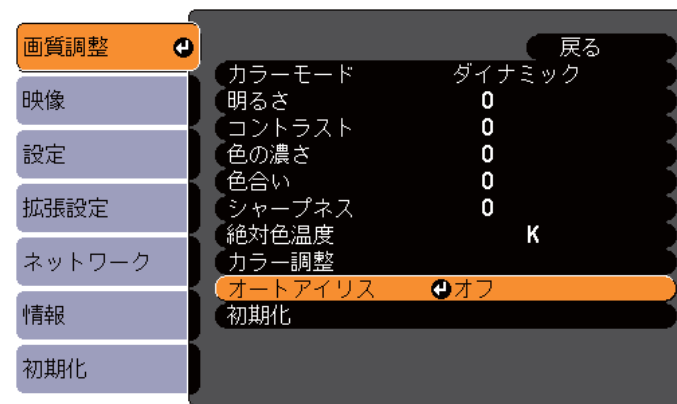 画質調整
映像
設定
拡張設定
ネットワーク
情報
初期化
戻る
カラーモード ダイナミック
明るさ 0
コントラスト 0
色の濃さ 0
色合い 0
シャープネス 0
絶対色温度 K
カラー調整
オートアイリス オフ
初期化